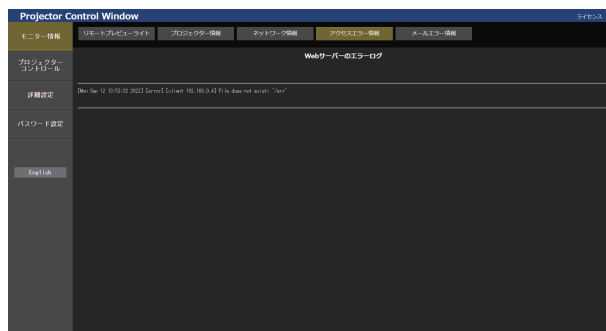 Projector Control Window
ライセンス
モニター情報
リモートプレビューライト
プロジェクター情報
ネットワーク情報
アクセスエラー情報
メールエラー情報
Webサーバーのエラーログ
プロジェクター
コントロール
詳細設定
[Mon Sep 12 13:52:32 2022] [error] [client 192.168.0.4] File does not exist: "/err"
パスワード設定
English